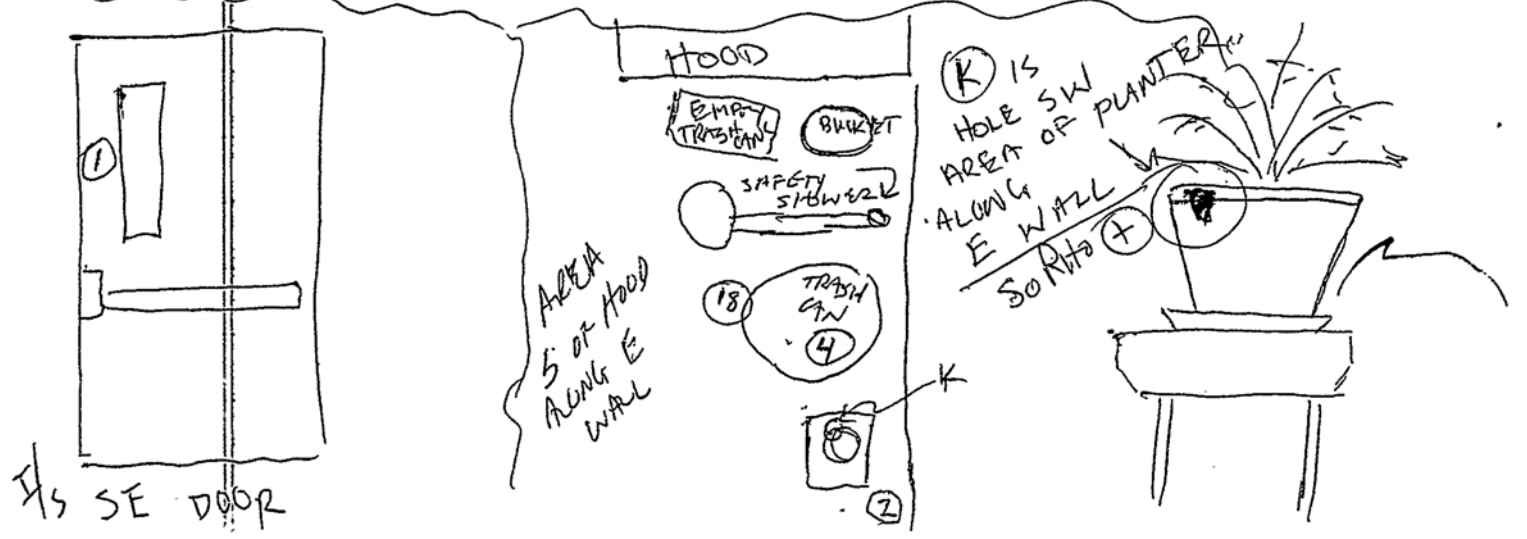 1
I/S SE DOOR
HOOD
EMPTY
TRASH CAN
BUCKET
SAFETY
SHOWER
AREA
S OF HOOD
ALONG E
WALL
18
TRASH
CAN
4
K
2
K IS
HOLE SW
AREA OF PLANTER
ALONG
E WALL